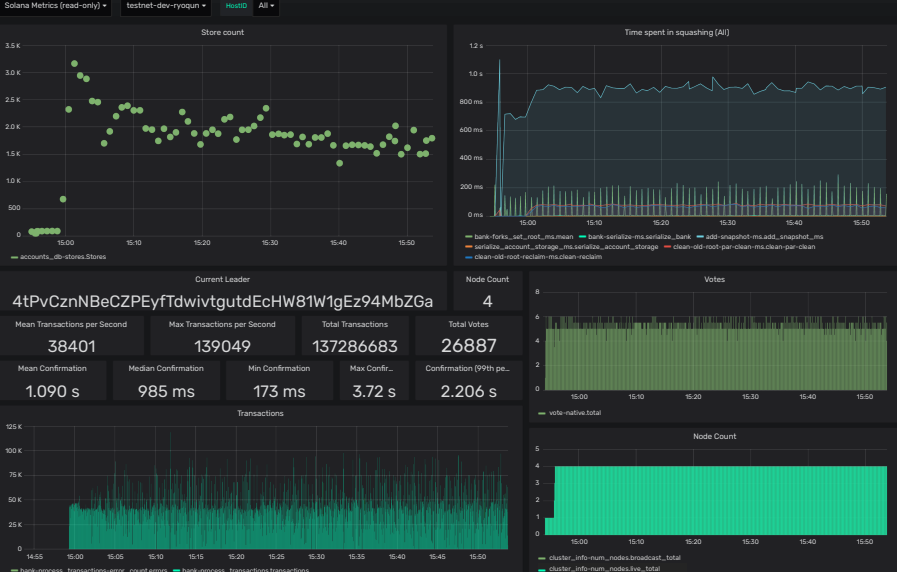 Solana Metrics (read-only) testnet-dev-ryoqun HostID All
Store count
3.5 K
3.0 K
2.5 K
2.0 K
1.5 K
1.0 K
500
0
15:00 15:10 15:20 15:30 15:40 15:50
accounts_db-stores.Stores
Time spent in squashing (All)
1.2 s
1.0 s
800 ms
600 ms
400 ms
200 ms
0 ms
15:00 15:10 15:20 15:30 15:40 15:50
bank-forks_set_root_ms.mean bank-serialize-ms.serialize_bank add-snapshot-ms.add_snapshot_ms
serialize_account_storage_ms.serialize_account_storage clean-old-root-par-clean-ms.clean-par-clean
clean-old-root-reclaim-ms.clean-reclaim
Current Leader
4tPvCznNBeCZPEyfTdwivtgutdEcHW81W1gEz94MbZGa
Node Count
4
Mean Transactions per Second
38401
Max Transactions per Second
139049
Total Transactions
137286683
Total Votes
26887
Mean Confirmation
1.090 s
Median Confirmation
985 ms
Min Confirmation
173 ms
Max Confir...
3.72 s
Confirmation (99th pe...
2.206 s
Votes
8
6
4
2
0
15:00 15:10 15:20 15:30 15:40 15:50
vote-native.total
Transactions
125 K
100 K
75 K
50 K
25 K
0
14:55 15:00 15:05 15:10 15:15 15:20 15:25 15:30 15:35 15:40 15:45 15:50
bank-process_transactions-error_count.errors bank-process_transactions.transactions
Node Count
5
4
3
2
1
0
15:00 15:10 15:20 15:30 15:40 15:50
cluster_info-num_nodes.broadcast_total
cluster_info-num_nodes.live_total